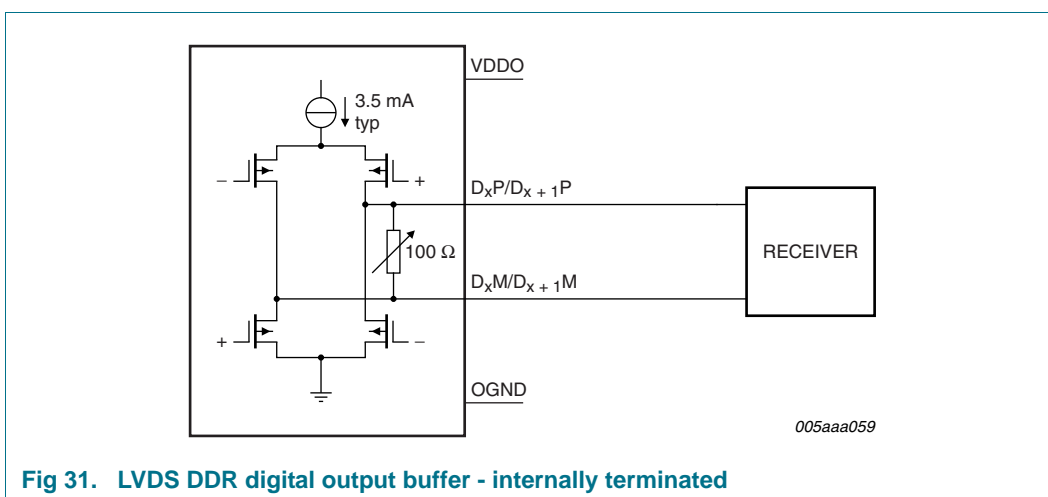 VDDO
3.5 mA
typ
−
+
DxP/Dx + 1P
100 Ω
RECEIVER
DxM/Dx + 1M
+
−
OGND
005aaa059
Fig 31. LVDS DDR digital output buffer - internally terminated